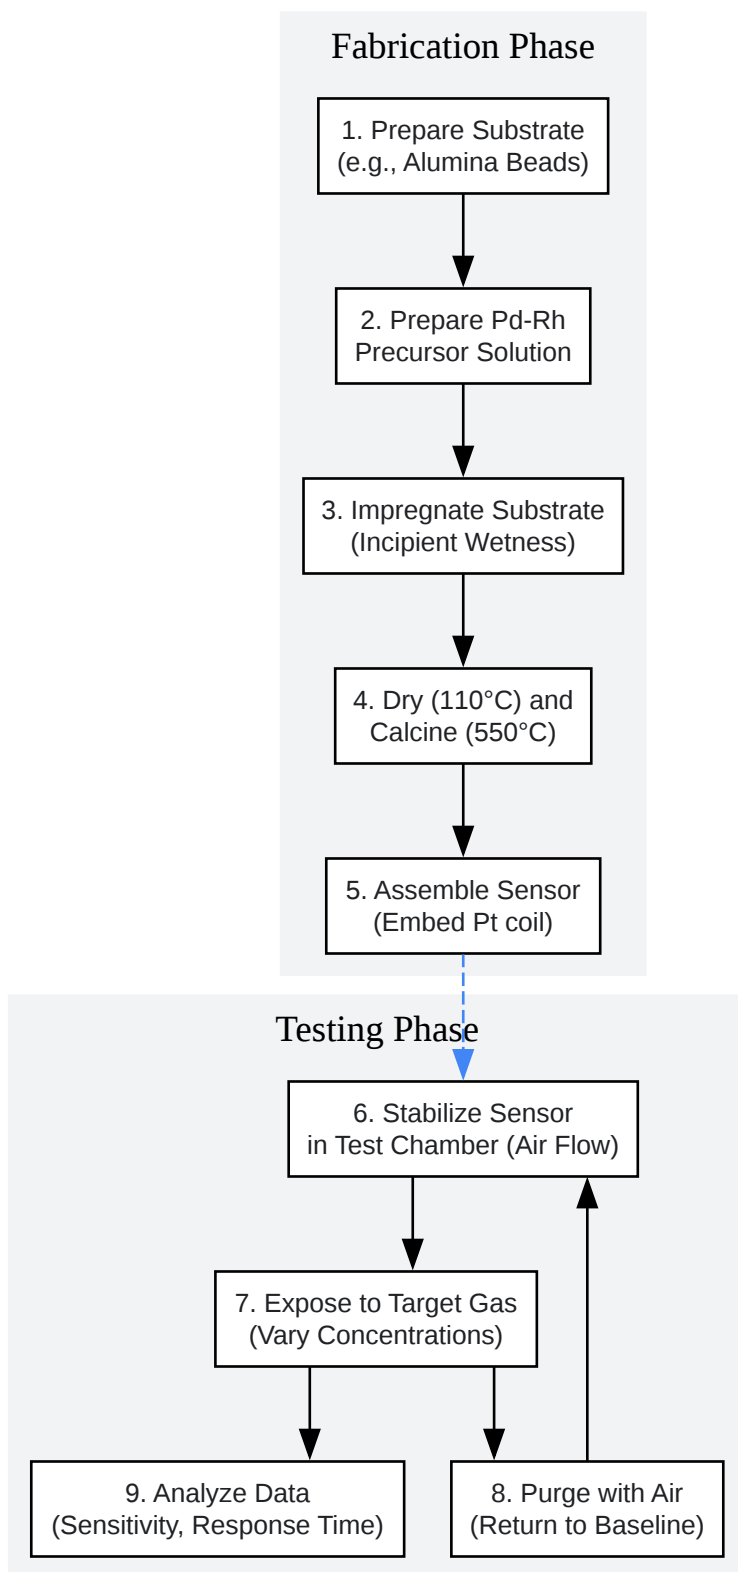 Fabrication Phase
1. Prepare Substrate
(e.g., Alumina Beads)
2. Prepare Pd-Rh
Precursor Solution
3. Impregnate Substrate
(Incipient Wetness)
4. Dry (110°C) and
Calcine (550°C)
5. Assemble Sensor
(Embed Pt coil)
Testing Phase
6. Stabilize Sensor
in Test Chamber (Air Flow)
7. Expose to Target Gas
(Vary Concentrations)
9. Analyze Data
(Sensitivity, Response Time)
8. Purge with Air
(Return to Baseline)